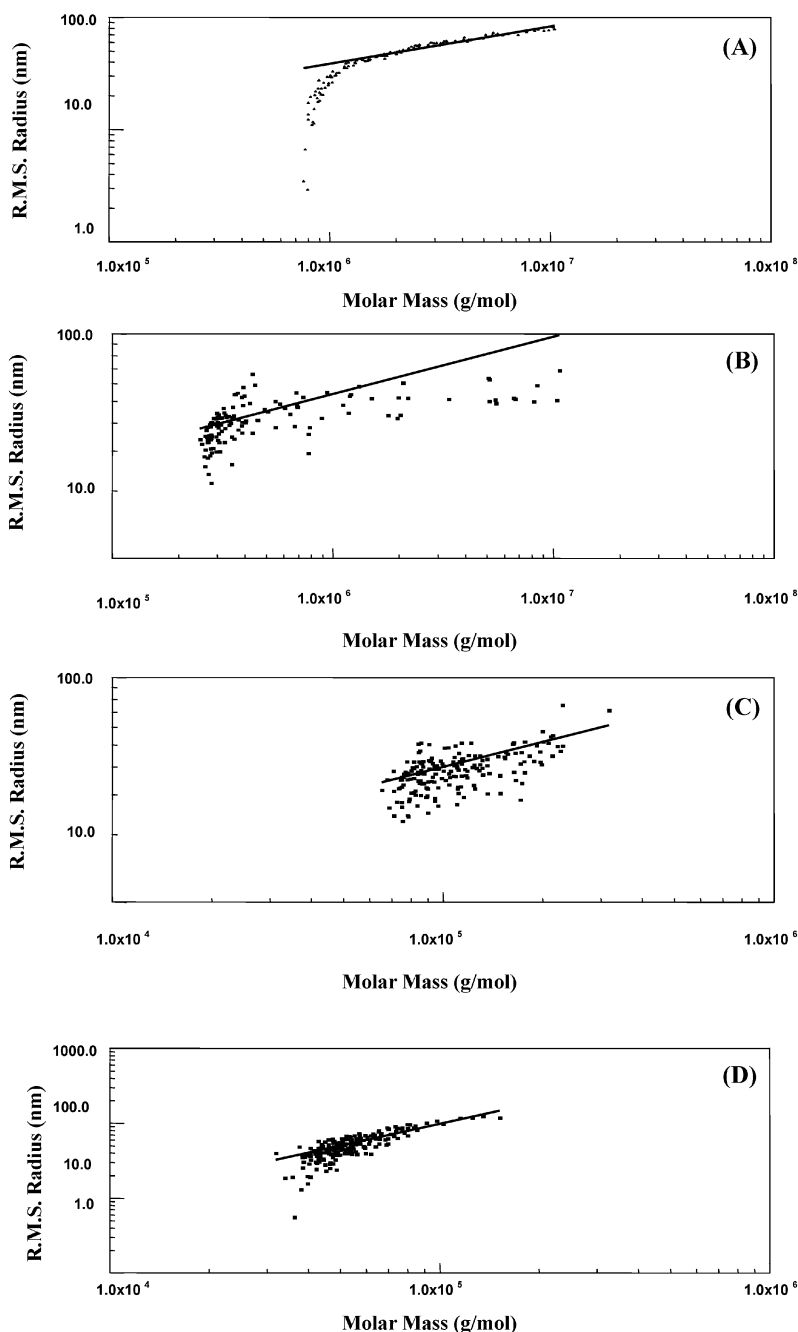 100.0
(A)
10.0
1.0
R.M.S. Radius (nm)
1.0x10 5 1.0x10 6 1.0x10 7 1.0x10 8
Molar Mass (g/mol)
100.0
(B)
10.0
R.M.S. Radius (nm)
1.0x10 5 1.0x10 6 1.0x10 7 1.0x10 8
Molar Mass (g/mol)
100.0
(C)
10.0
R.M.S. Radius (nm)
1.0x10 4 1.0x10 5 1.0x10 6
Molar Mass (g/mol)
1000.0
(D)
100.0
10.0
1.0
R.M.S. Radius (nm)
1.0x10 4 1.0x10 5 1.0x10 6
Molar Mass (g/mol)